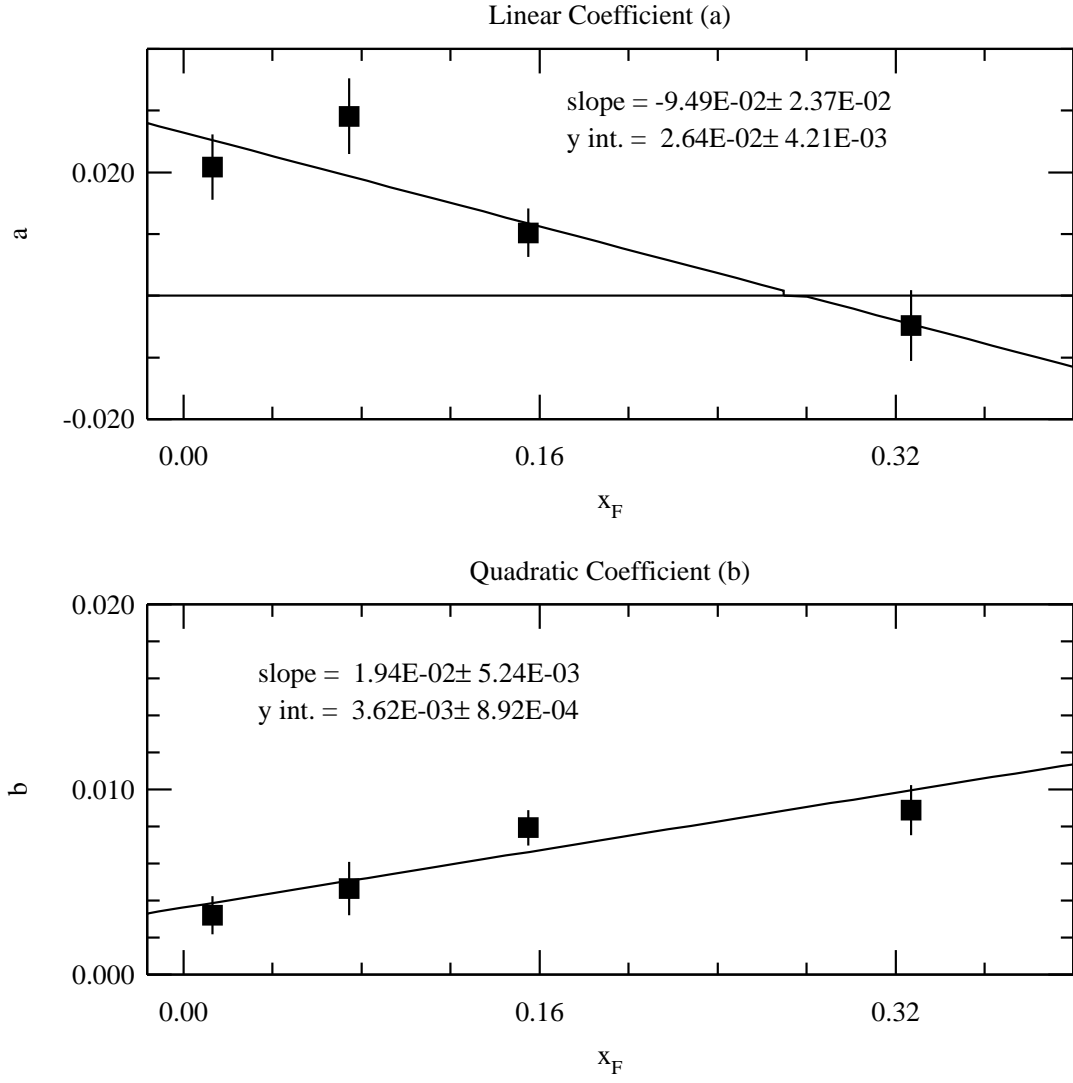 Linear Coefficient (a)
slope = -9.49E-02± 2.37E-02
y int. = 2.64E-02± 4.21E-03
0.020
a
-0.020
0.00 0.16 0.32
x_F
Quadratic Coefficient (b)
0.020
slope = 1.94E-02± 5.24E-03
y int. = 3.62E-03± 8.92E-04
0.010
b
0.000
0.00 0.16 0.32
x_F